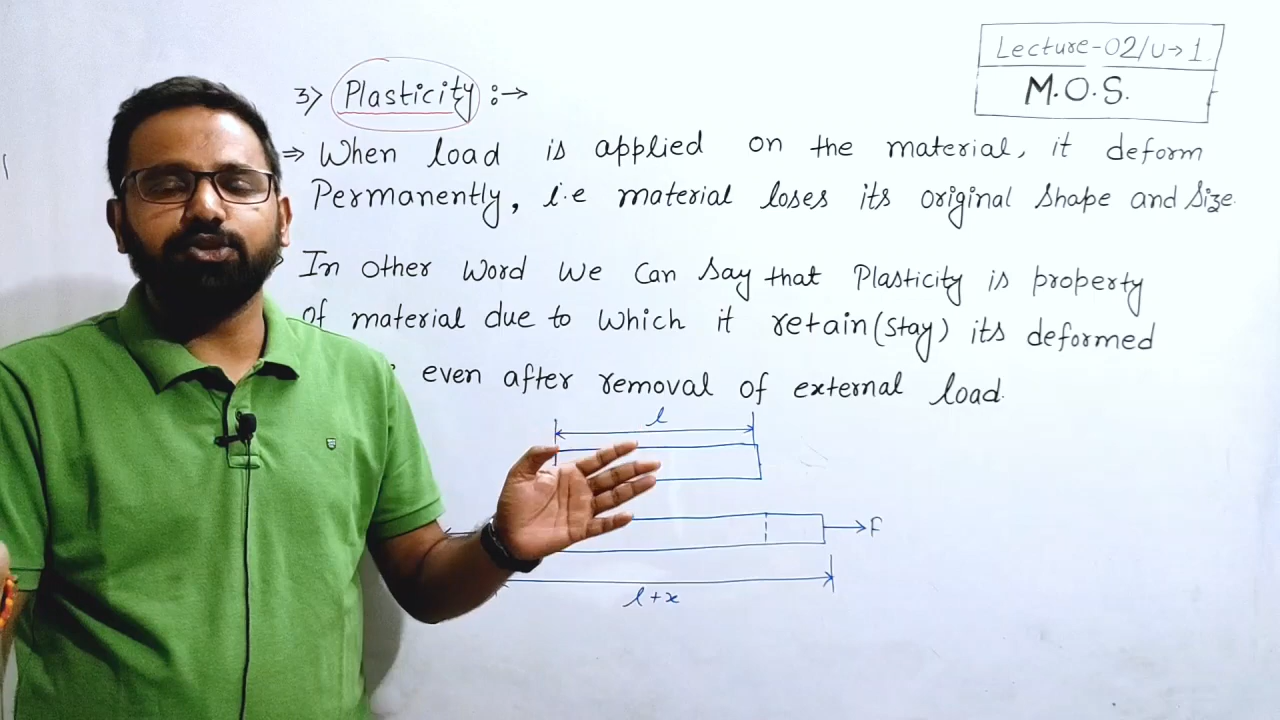 Lecture-02/U→1
M.O.S.
3) Plasticity :→
⇒ When load is applied on the material, it deform
Permanently, i.e material loses its original shape and size.
In other word we can say that Plasticity is property
of material due to which it retain(stay) its deformed
even after removal of external load.
l
F
l+x